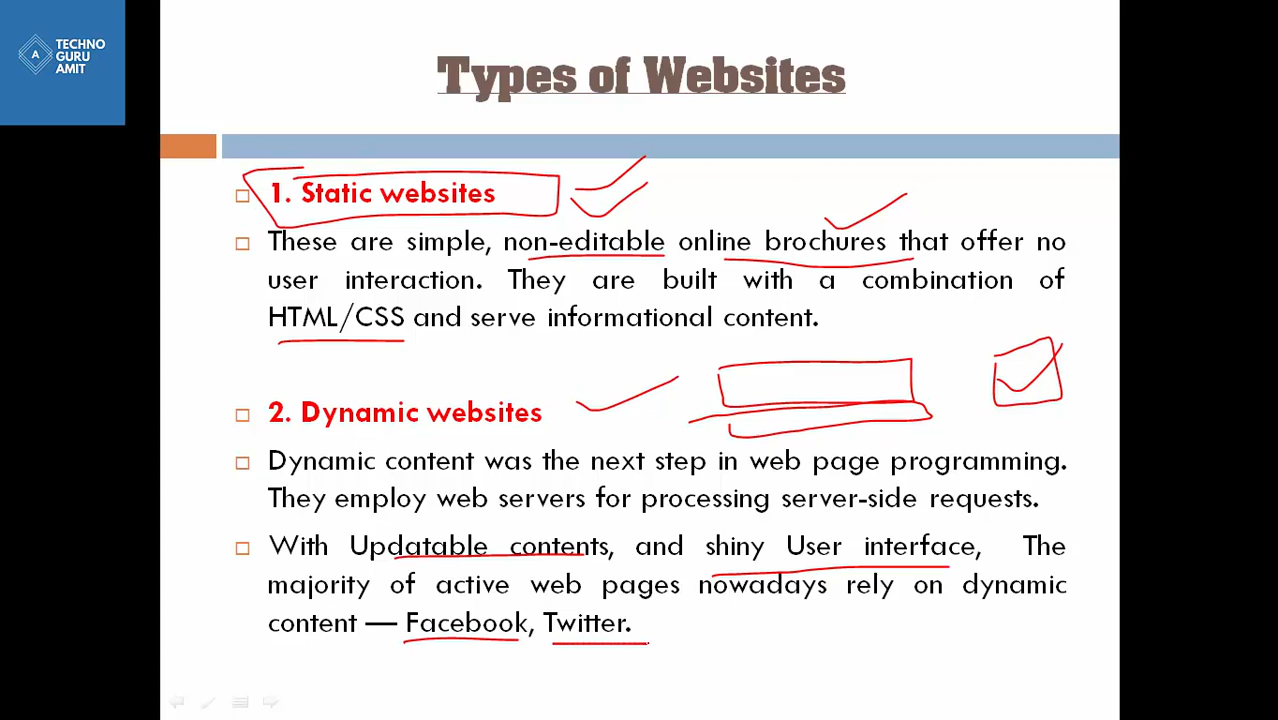 TECHNO
GURU
AMIT
A
Types of Websites
1. Static websites
These are simple, non-editable online brochures that offer no
user interaction. They are built with a combination of
HTML/CSS and serve informational content.
2. Dynamic websites
Dynamic content was the next step in web page programming.
They employ web servers for processing server-side requests.
With Updatable contents, and shiny User interface, The
majority of active web pages nowadays rely on dynamic
content — Facebook, Twitter.